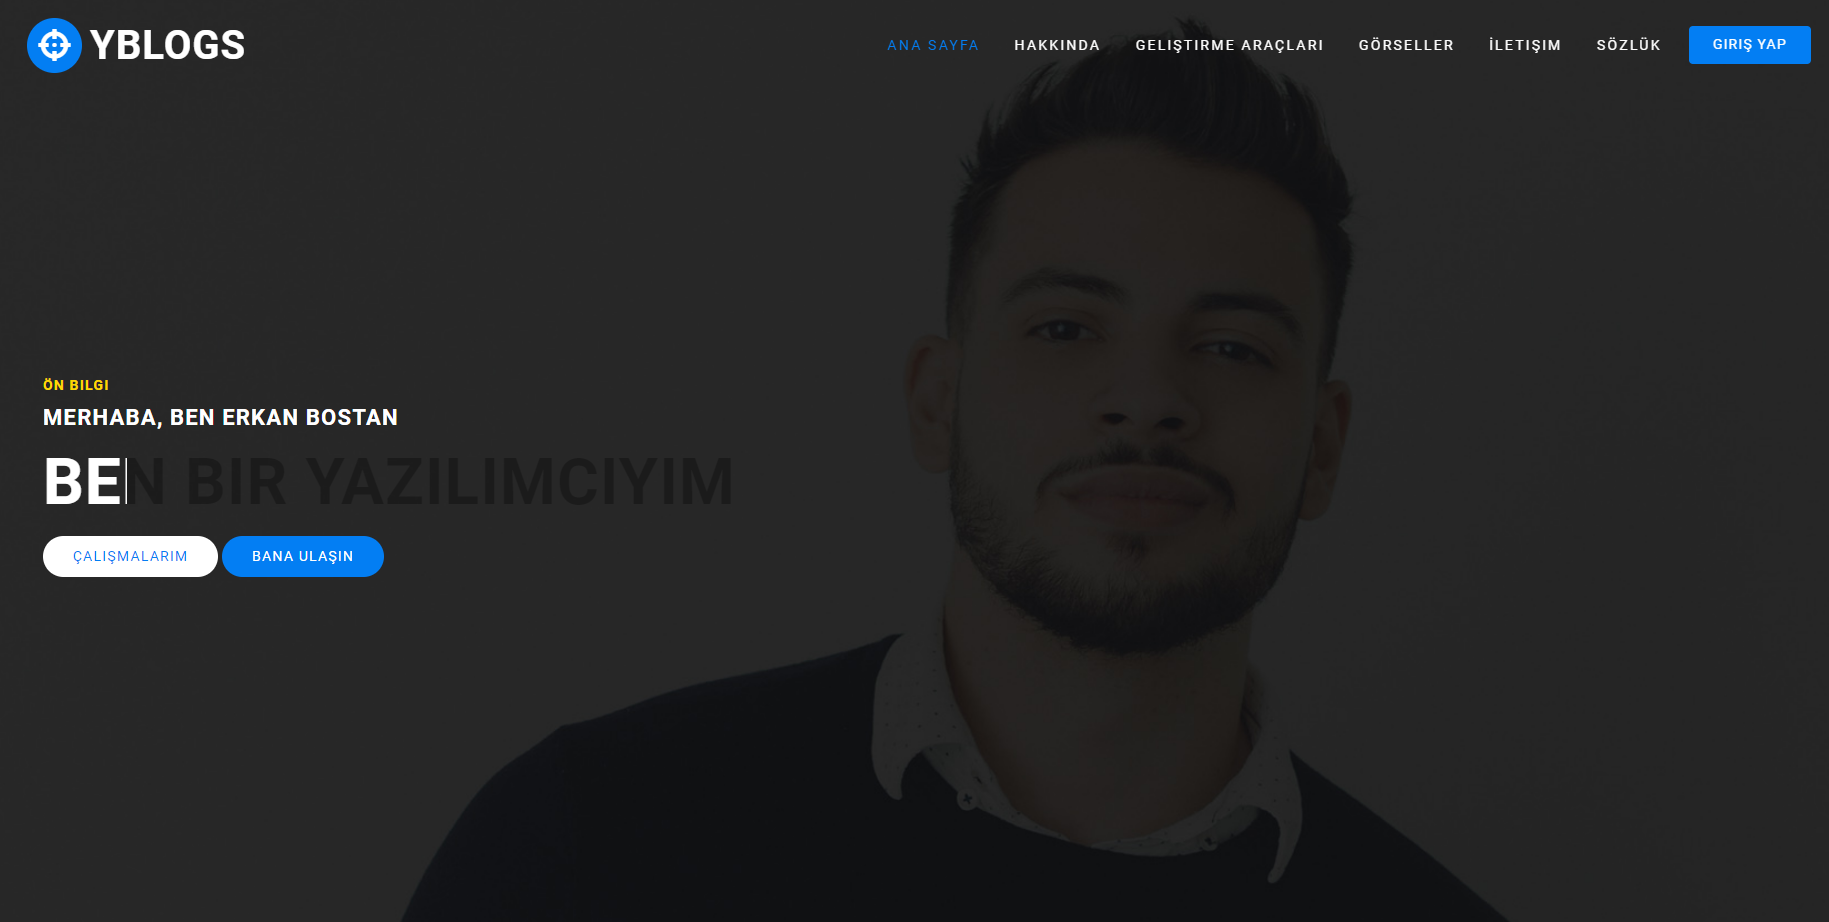 YBLOGS
ANA SAYFA HAKKINDA GELIŞTIRME ARAÇLARI GÖRSELLER İLETIŞIM SÖZLÜK GIRIŞ YAP
ÖN BILGI
MERHABA, BEN ERKAN BOSTAN
BEN BIR YAZILIMCIYIM
ÇALIŞMALARIM BANA ULAŞIN